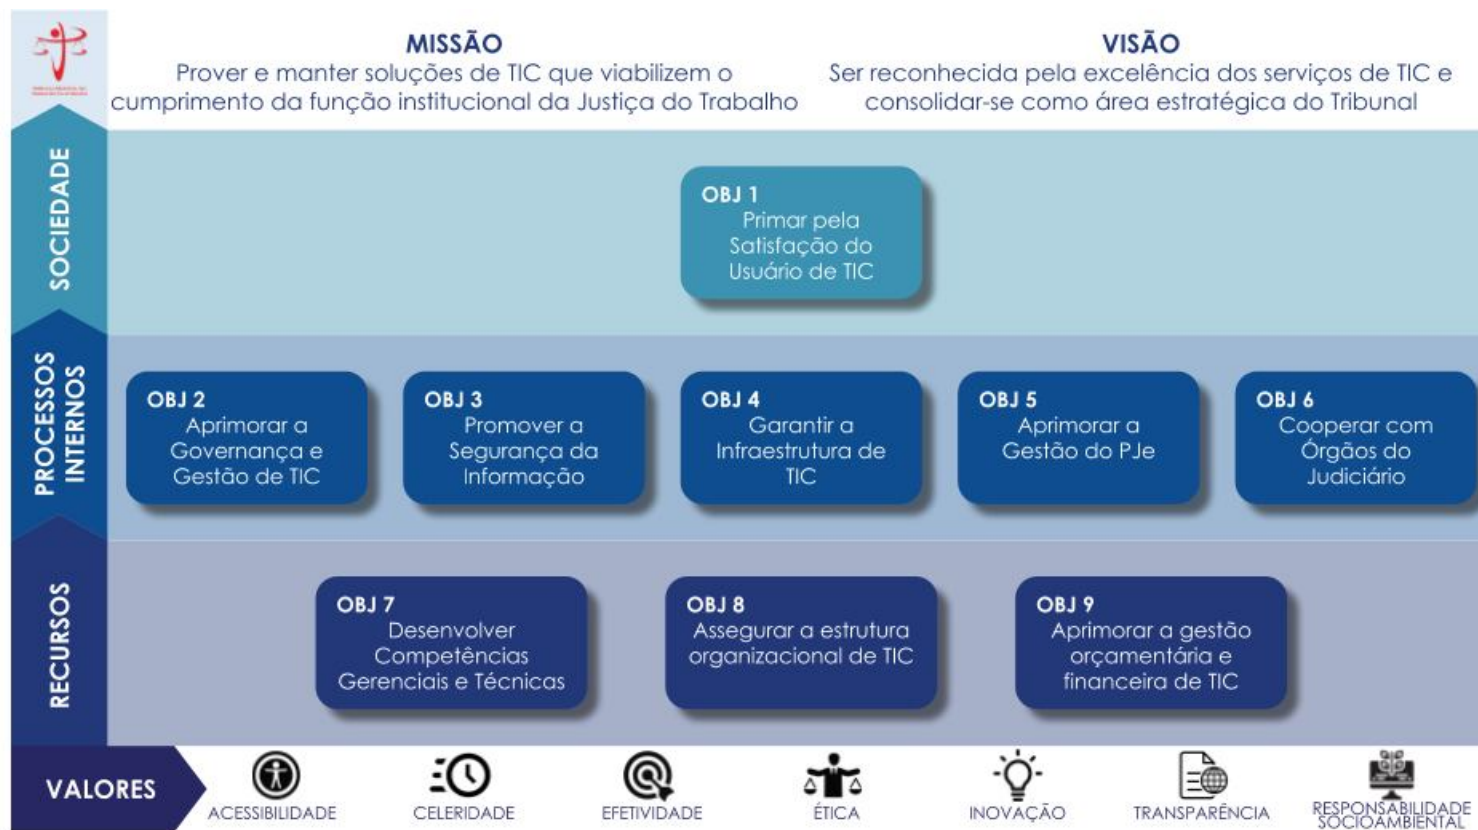 MISSÃO
Prover e manter soluções de TIC que viabilizem o
cumprimento da função institucional da Justiça do Trabalho
VISÃO
Ser reconhecida pela excelência dos serviços de TIC e
consolidar-se como área estratégica do Tribunal
SOCIEDADE
OBJ 1
Primar pela
Satisfação do
Usuário de TIC
PROCESSOS
INTERNOS
OBJ 2
Aprimorar a
Governança e
Gestão de TIC
OBJ 3
Promover a
Segurança da
Informação
OBJ 4
Garantir a
Infraestrutura de
TIC
OBJ 5
Aprimorar a
Gestão do PJe
OBJ 6
Cooperar com
Órgãos do
Judiciário
RECURSOS
OBJ 7
Desenvolver
Competências
Gerenciais e Técnicas
OBJ 8
Assegurar a estrutura
organizacional de TIC
OBJ 9
Aprimorar a gestão
orçamentária e
financeira de TIC
VALORES
ACESSIBILIDADE
CELERIDADE
EFETIVIDADE
ÉTICA
INOVAÇÃO
TRANSPARÊNCIA
RESPONSABILIDADE
SOCIOAMBIENTAL